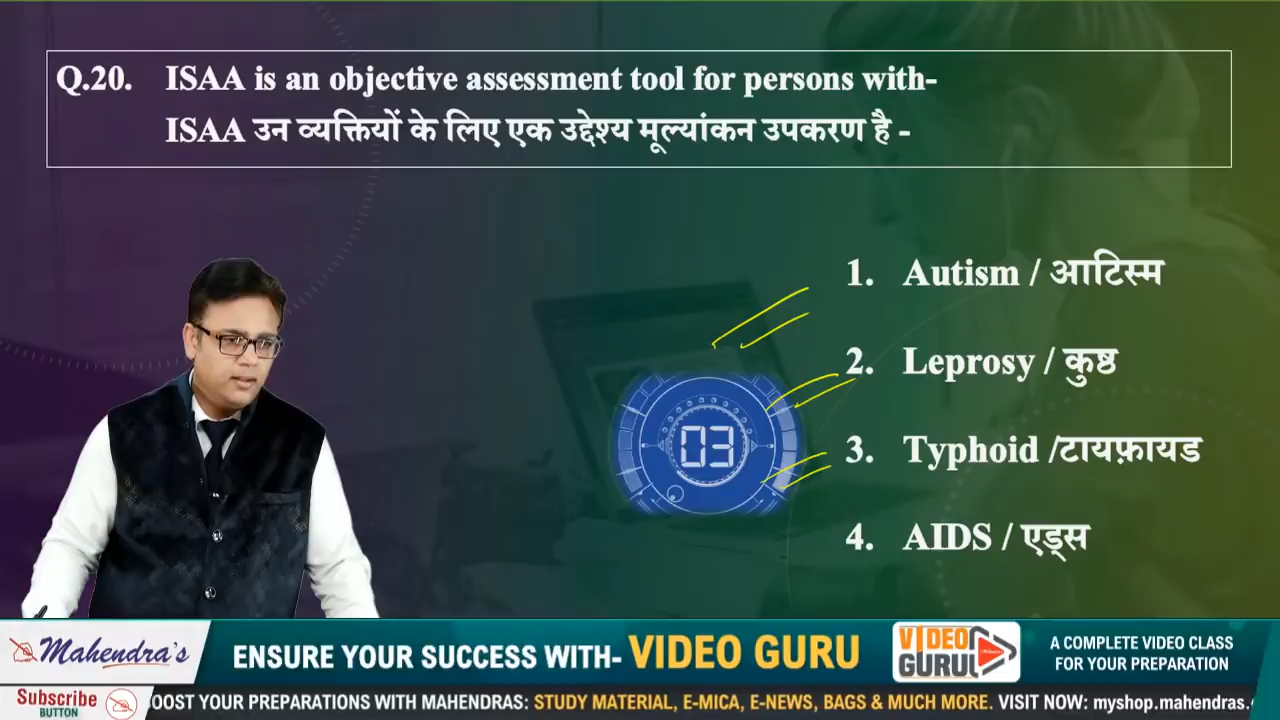 Q.20. ISAA is an objective assessment tool for persons with-
ISAA उन व्यक्तियों के लिए एक उद्देश्य मूल्यांकन उपकरण है -
1. Autism / आटिस्म
2. Leprosy / कुष्ठ
03
3. Typhoid /टायफ़ायड
4. AIDS / एड्स
Mahendra's
ENSURE YOUR SUCCESS WITH- VIDEO GURU
VIDEO
GURU
A COMPLETE VIDEO CLASS
FOR YOUR PREPARATION
Subscribe
BUTTON
OOST YOUR PREPARATIONS WITH MAHENDRAS: STUDY MATERIAL, E-MICA, E-NEWS, BAGS & MUCH MORE. VISIT NOW: myshop.mahendras.